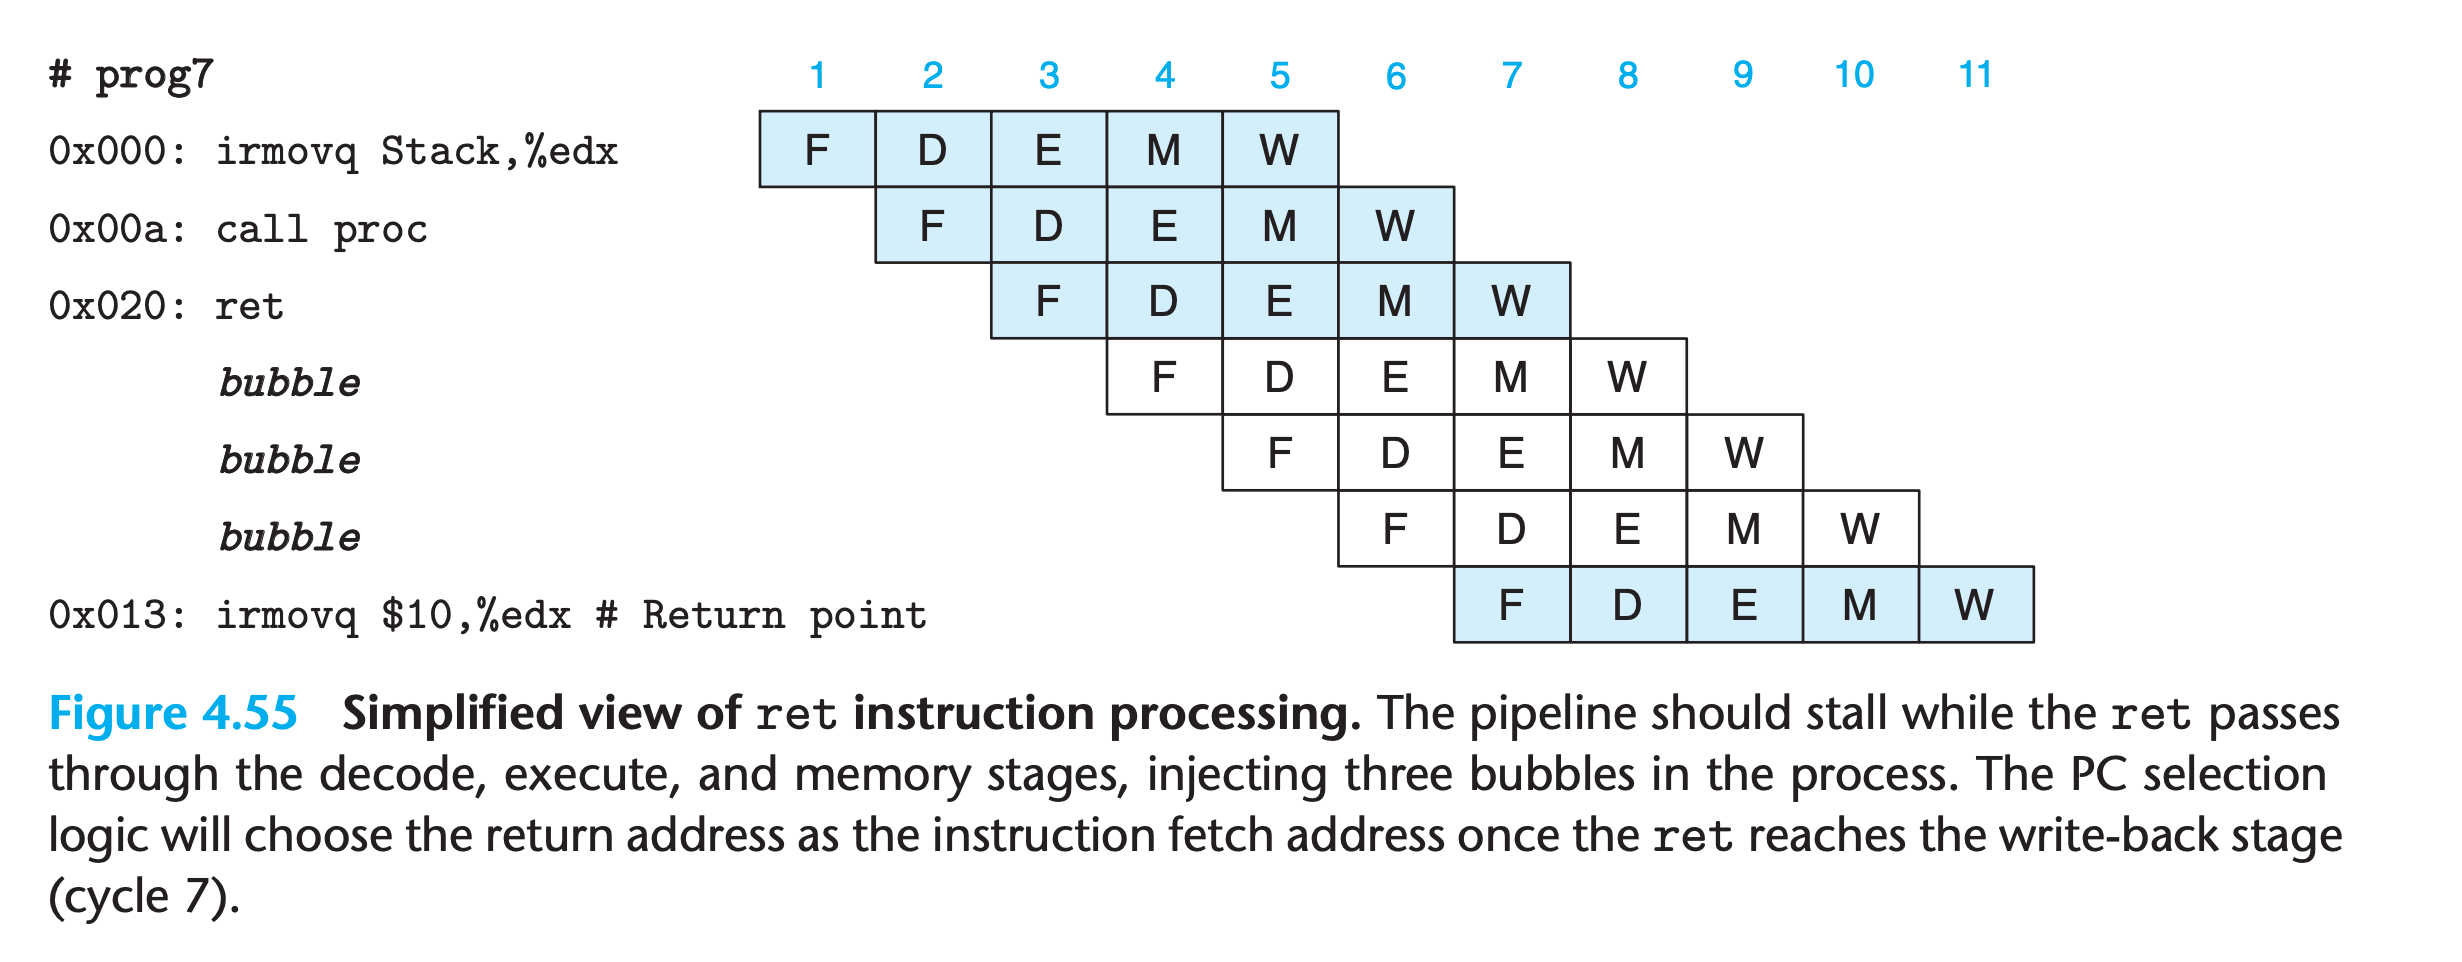 # prog7 1 2 3 4 5 6 7 8 9 10 11
0x000: irmovq Stack,%edx F D E M W
0x00a: call proc F D E M W
0x020: ret F D E M W
bubble F D E M W
bubble F D E M W
bubble F D E M W
0x013: irmovq $10,%edx # Return point F D E M W
Figure 4.55 Simplified view of ret instruction processing. The pipeline should stall while the ret passes
through the decode, execute, and memory stages, injecting three bubbles in the process. The PC selection
logic will choose the return address as the instruction fetch address once the ret reaches the write-back stage
(cycle 7).